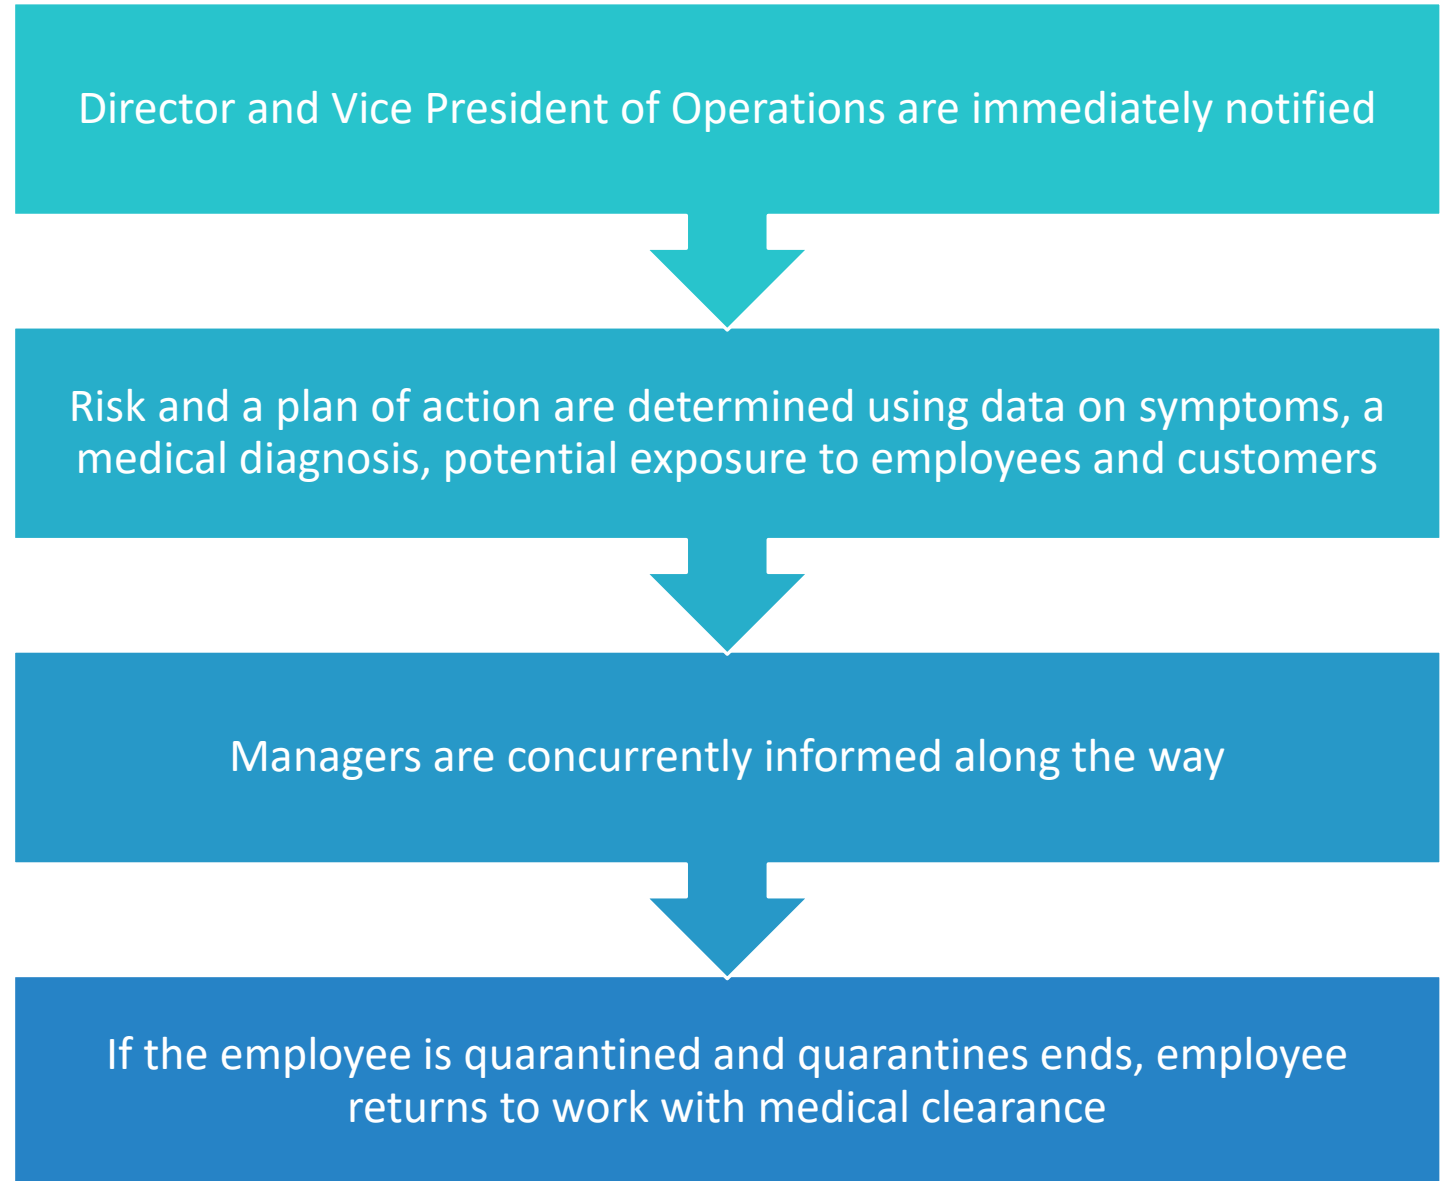 Director and Vice President of Operations are immediately notified
Risk and a plan of action are determined using data on symptoms, a
medical diagnosis, potential exposure to employees and customers
Managers are concurrently informed along the way
If the employee is quarantined and quarantines ends, employee
returns to work with medical clearance